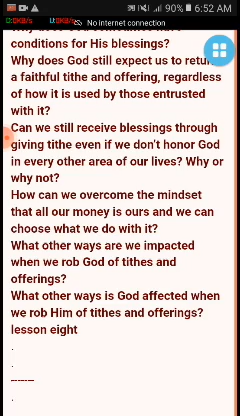 90% 6:52 AM
0:0KB/s U:0KB/s No internet connection
conditions for His blessings?
Why does God still expect us to retu
a faithful tithe and offering, regardless
of how it is used by those entrusted
with it?
Can we still receive blessings through
giving tithe even if we don't honor God
in every other area of our lives? Why or
why not?
How can we overcome the mindset
that all our money is ours and we can
choose what we do with it?
What other ways are we impacted
when we rob God of tithes and
offerings?
What other ways is God affected when
we rob Him of tithes and offerings?
lesson eight
.
.
-------
.